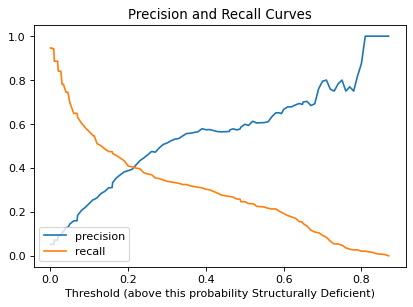 Precision and Recall Curves
1.0
0.8
0.6
0.4
0.2
0.0
precision
recall
0.0 0.2 0.4 0.6 0.8
Threshold (above this probability Structurally Deficient)